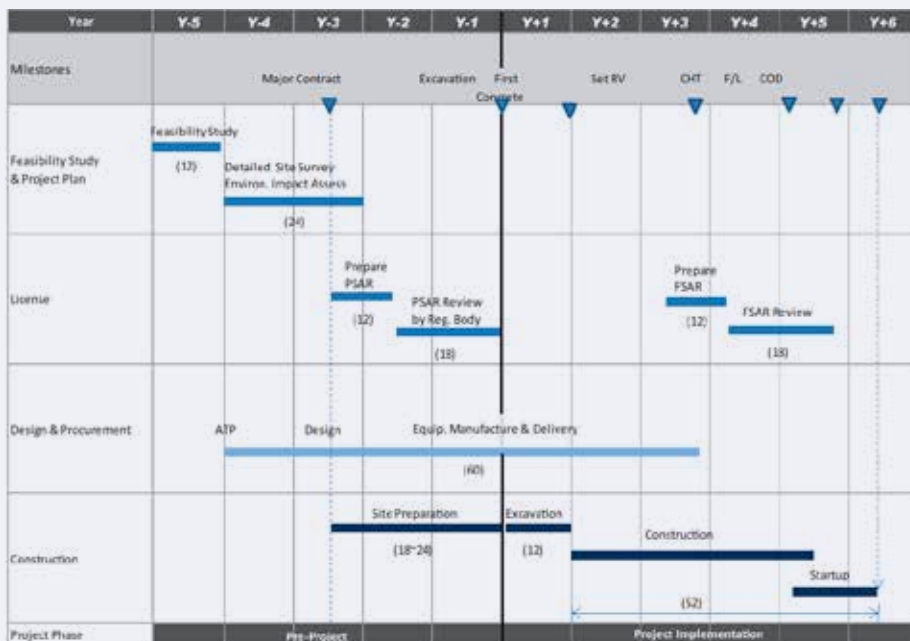 Year Y-5 Y-4 Y-3 Y-2 Y-1 Y+1 Y+2 Y+3 Y+4 Y+5 Y+6
Milestones
Major Contract Excavation First Set RV CHT F/L COD
Concrete
Feasibility Study
& Project Plan
Feasibility Study
(12)
Detailed Site Survey
Environ. Impact Assess
(24)
License
Prepare
PSAR
(12)
PSAR Review
by Reg. Body
(18)
Prepare
FSAR
(12)
FSAR Review
(18)
Design & Procurement
ATP Design Equip. Manufacture & Delivery
(60)
Construction
Site Preparation
(18~24)
Excavation
(12)
Construction
Startup
(52)
Project Phase Pre-Project Project Implementation